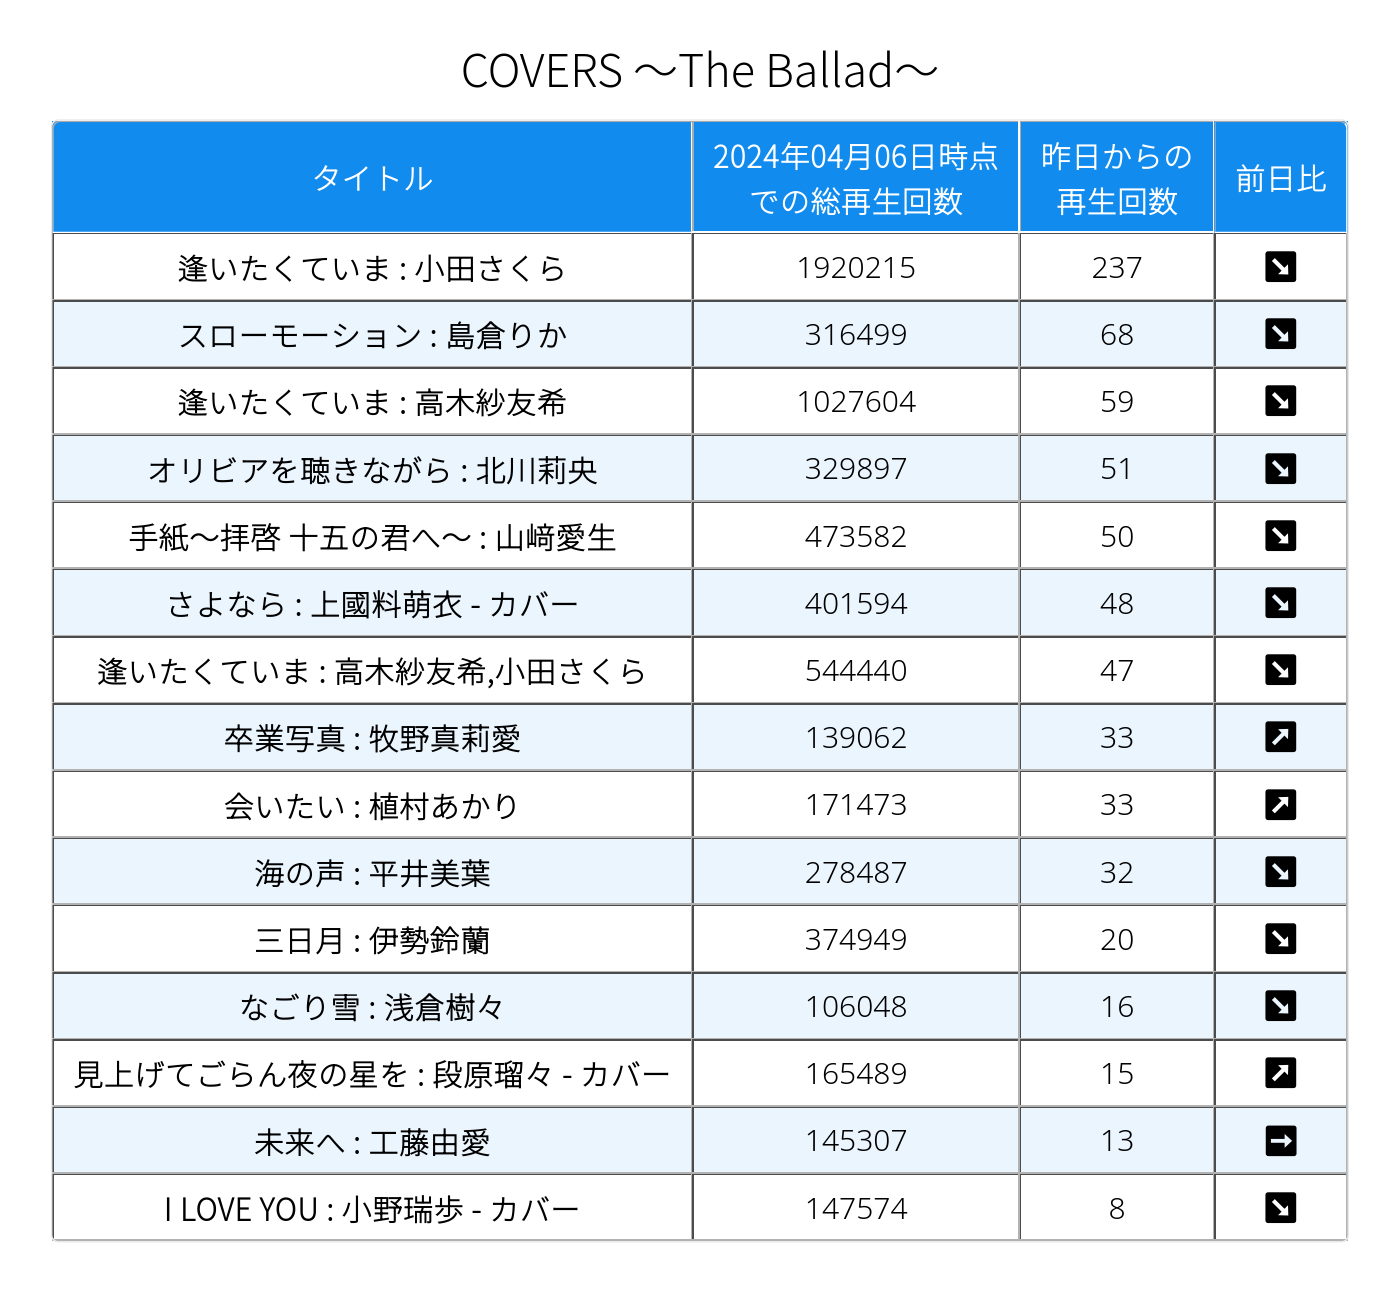 COVERS ～The Ballad～
タイトル 2024年04月06日時点での総再生回数 昨日からの再生回数 前日比
逢いたくていま : 小田さくら 1920215 237 ↘
スローモーション : 島倉りか 316499 68 ↘
逢いたくていま : 高木紗友希 1027604 59 ↘
オリビアを聴きながら : 北川莉央 329897 51 ↘
手紙～拝啓 十五の君へ～ : 山﨑愛生 473582 50 ↘
さよなら : 上國料萌衣 - カバー 401594 48 ↘
逢いたくていま : 高木紗友希,小田さくら 544440 47 ↘
卒業写真 : 牧野真莉愛 139062 33 ↗
会いたい : 植村あかり 171473 33 ↗
海の声 : 平井美葉 278487 32 ↘
三日月 : 伊勢鈴蘭 374949 20 ↘
なごり雪 : 浅倉樹々 106048 16 ↘
見上げてごらん夜の星を : 段原瑠々 - カバー 165489 15 ↗
未来へ : 工藤由愛 145307 13 →
I LOVE YOU : 小野瑞歩 - カバー 147574 8 ↘